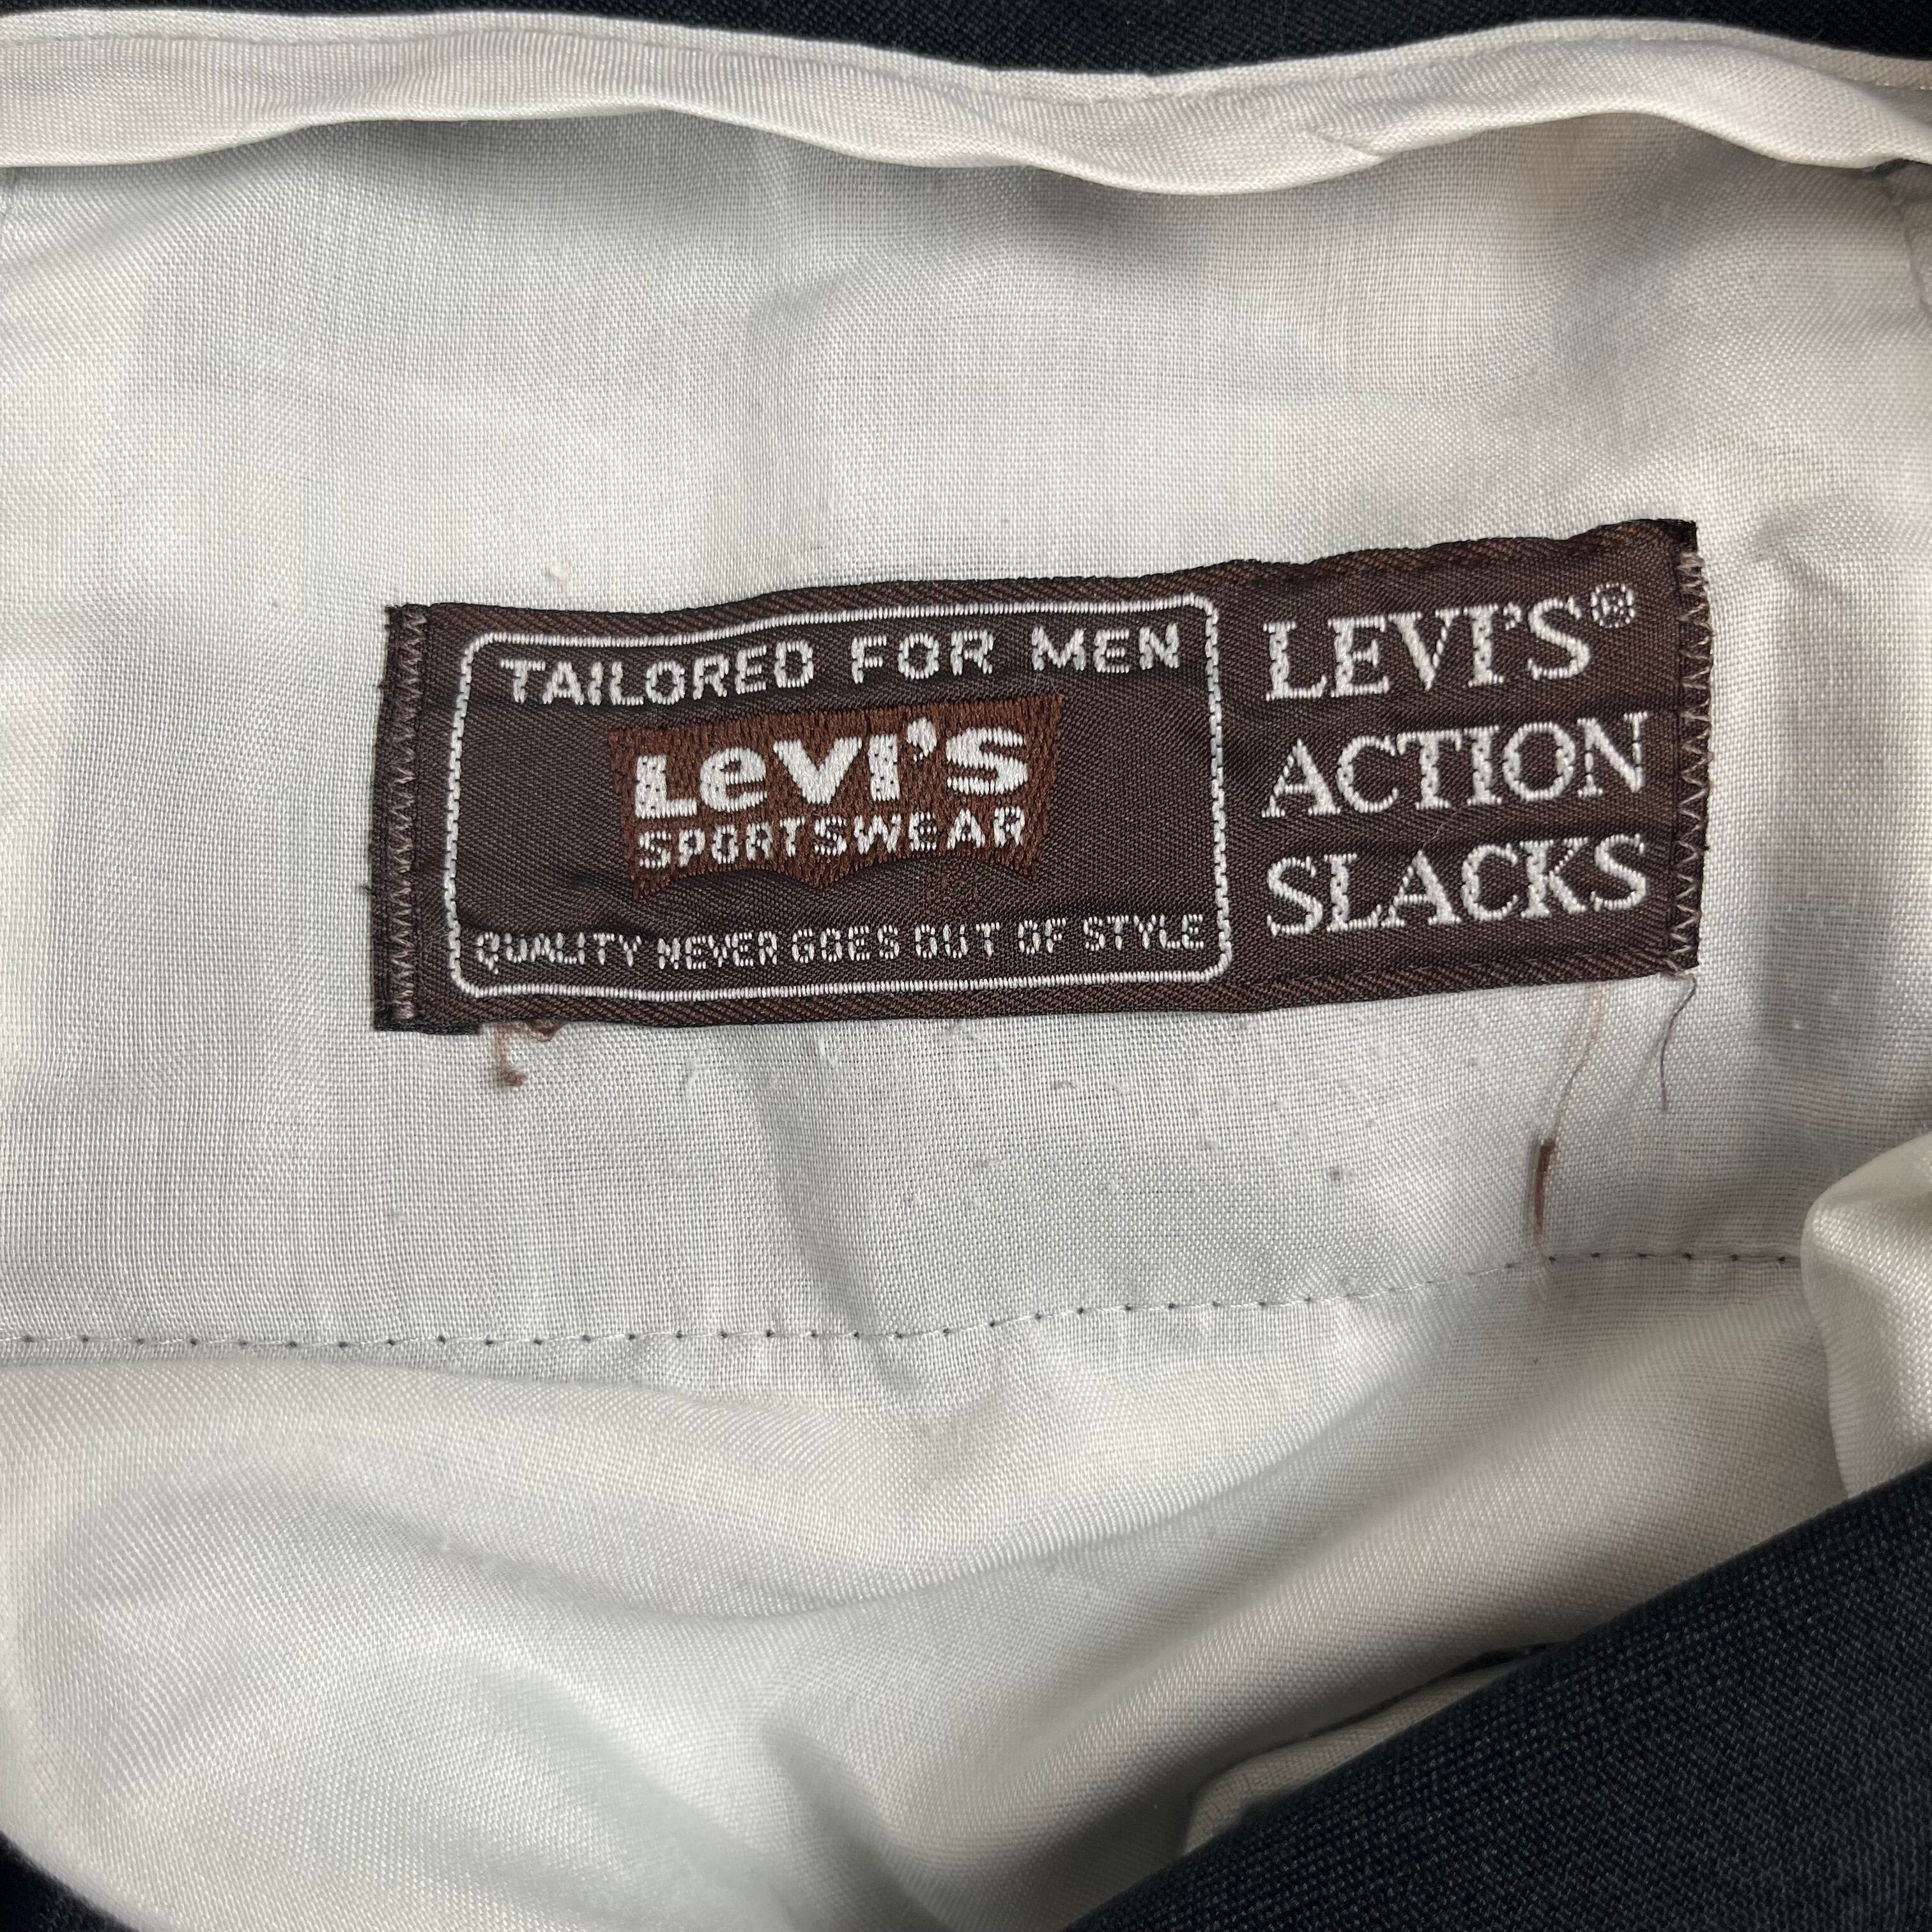 TAILORED FOR MEN
LEVI'S
SPORTSWEAR
QUALITY NEVER GOES OUT OF STYLE
LEVI'S®
ACTION
SLACKS